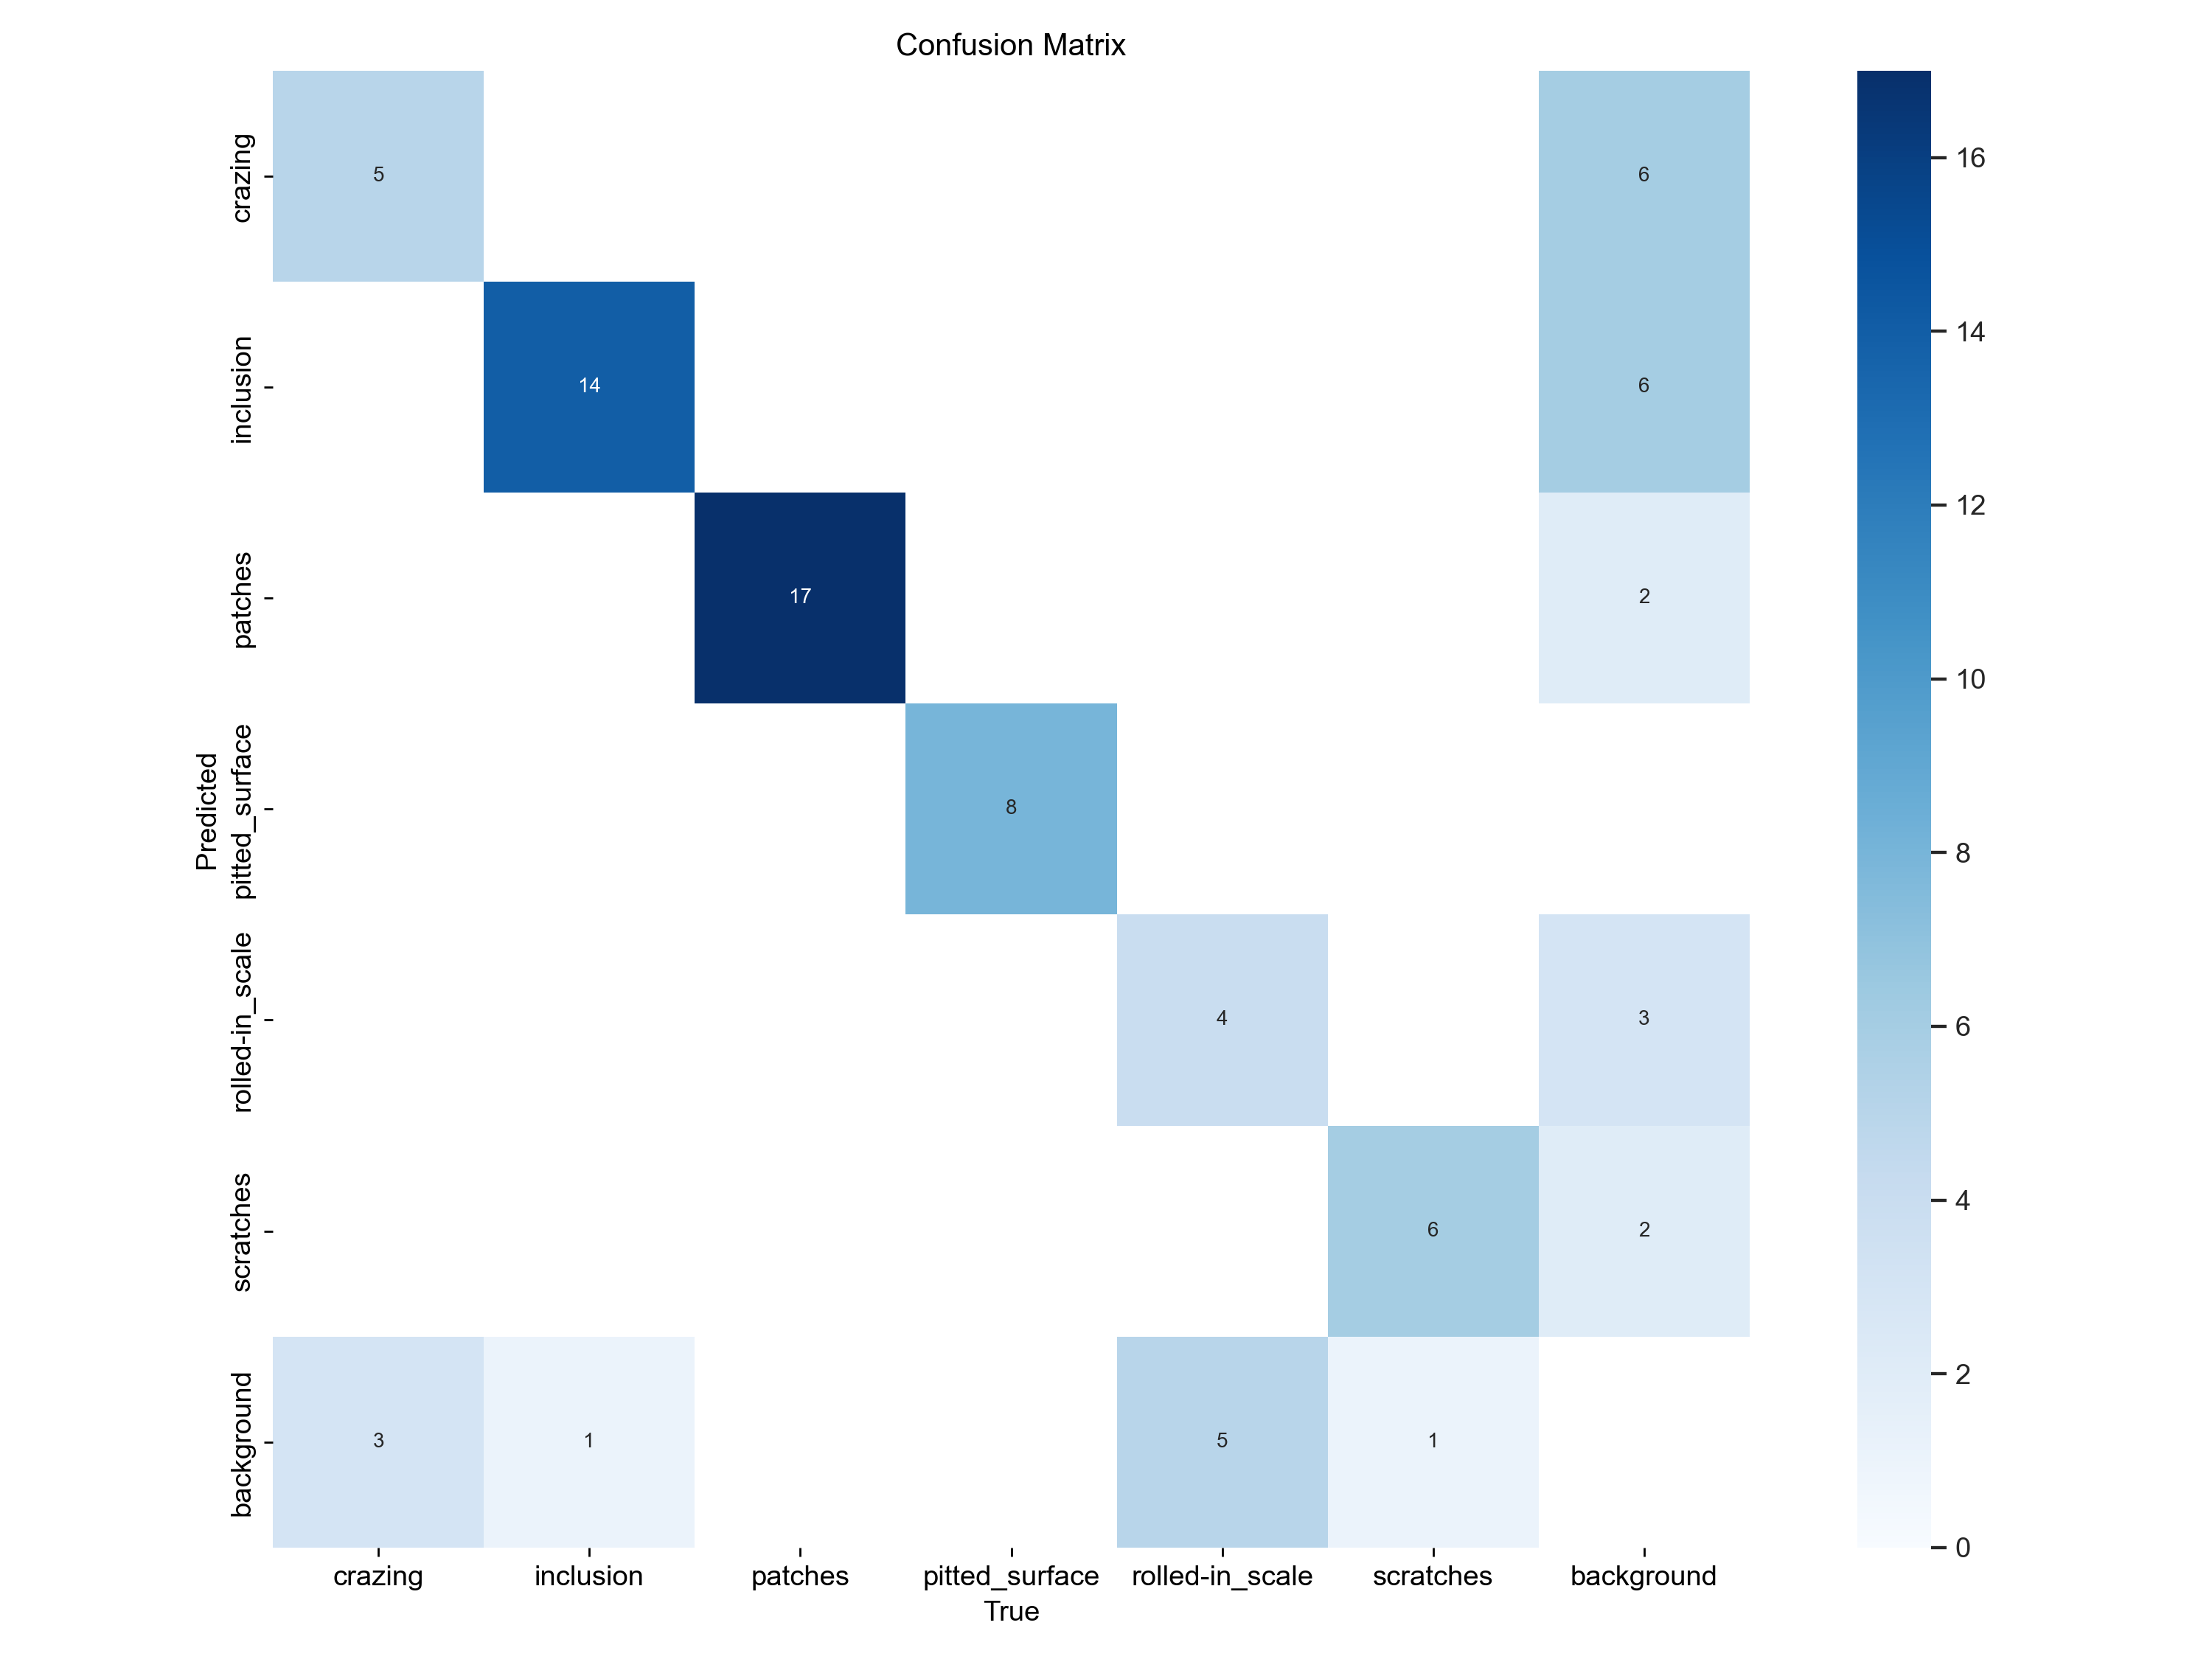 Confusion Matrix
crazing
5
6
16
inclusion
14
6
14
12
patches
17
2
10
Predicted
pitted_surface
8
8
rolled-in_scale
4
3
6
scratches
6
2
4
background
3
1
5
1
2
0
crazing inclusion patches pitted_surface rolled-in_scale scratches background
True